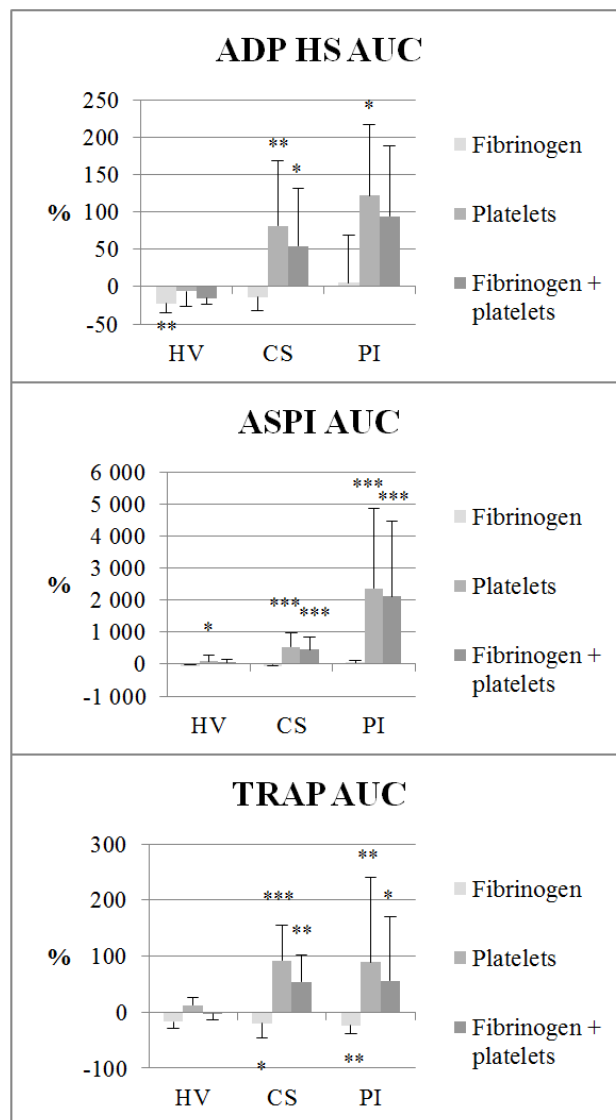 ADP HS AUC
250
200
150
100
50
0
-50
%
**
**
*
*
HV
CS
PI
Fibrinogen
Platelets
Fibrinogen +
platelets
ASPI AUC
6 000
5 000
4 000
3 000
2 000
1 000
0
-1 000
%
*
***
***
***
***
HV
CS
PI
Fibrinogen
Platelets
Fibrinogen +
platelets
TRAP AUC
300
200
100
0
-100
%
***
**
*
**
*
**
HV
CS
PI
Fibrinogen
Platelets
Fibrinogen +
platelets